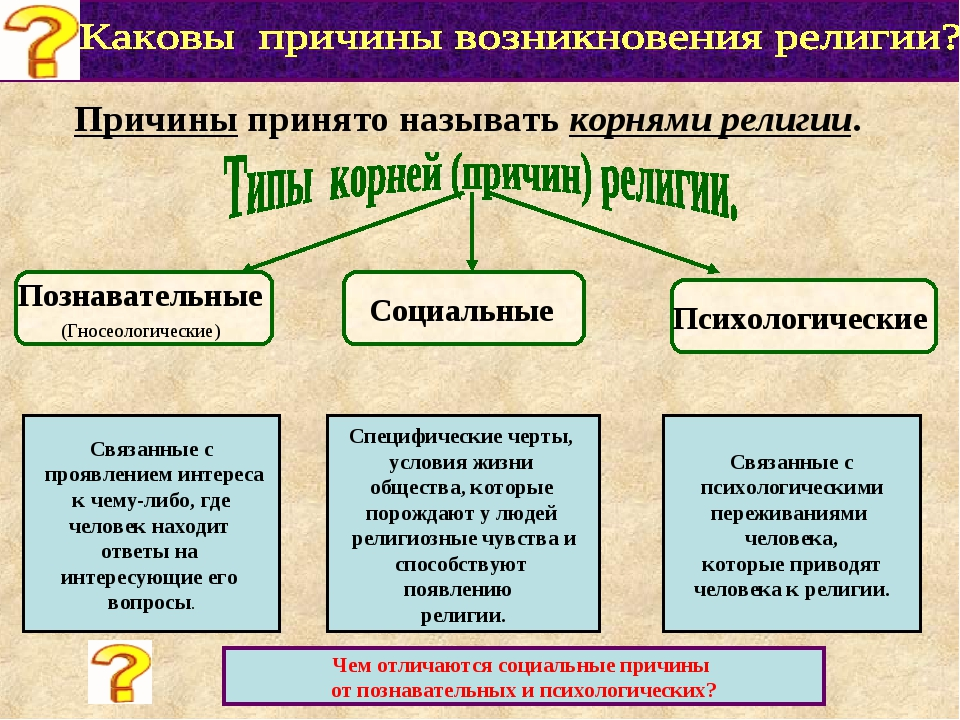 Каковы причины возникновения религии?
Причины принято называть корнями религии.
Типы корней (причин) религии.
Познавательные
(Гносеологические)
Социальные
Психологические
Связанные с
проявлением интереса
к чему-либо, где
человек находит
ответы на
интересующие его
вопросы.
Специфические черты,
условия жизни
общества, которые
порождают у людей
религиозные чувства и
способствуют
появлению
религии.
Связанные с
психологическими
переживаниями
человека,
которые приводят
человека к религии.
Чем отличаются социальные причины
от познавательных и психологических?